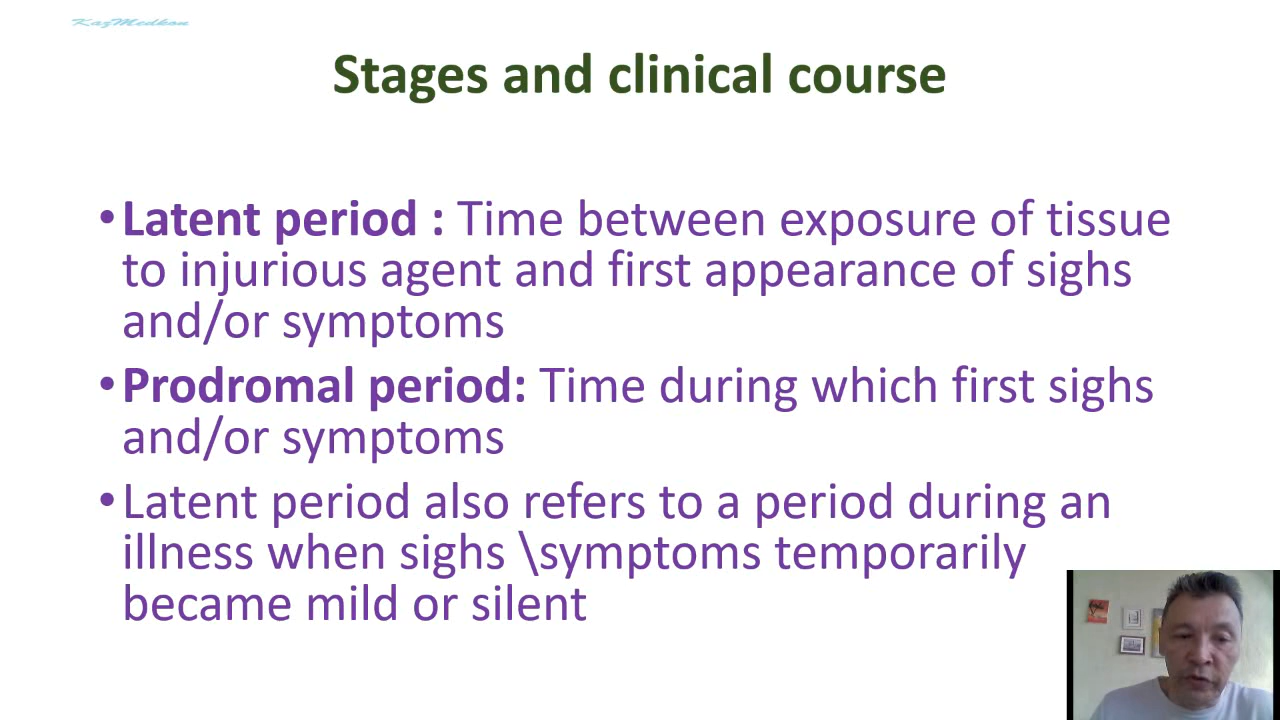 KazMedkon
Stages and clinical course
•Latent period : Time between exposure of tissue
to injurious agent and first appearance of sighs
and/or symptoms
•Prodromal period: Time during which first sighs
and/or symptoms
•Latent period also refers to a period during an
illness when sighs \symptoms temporarily
became mild or silent